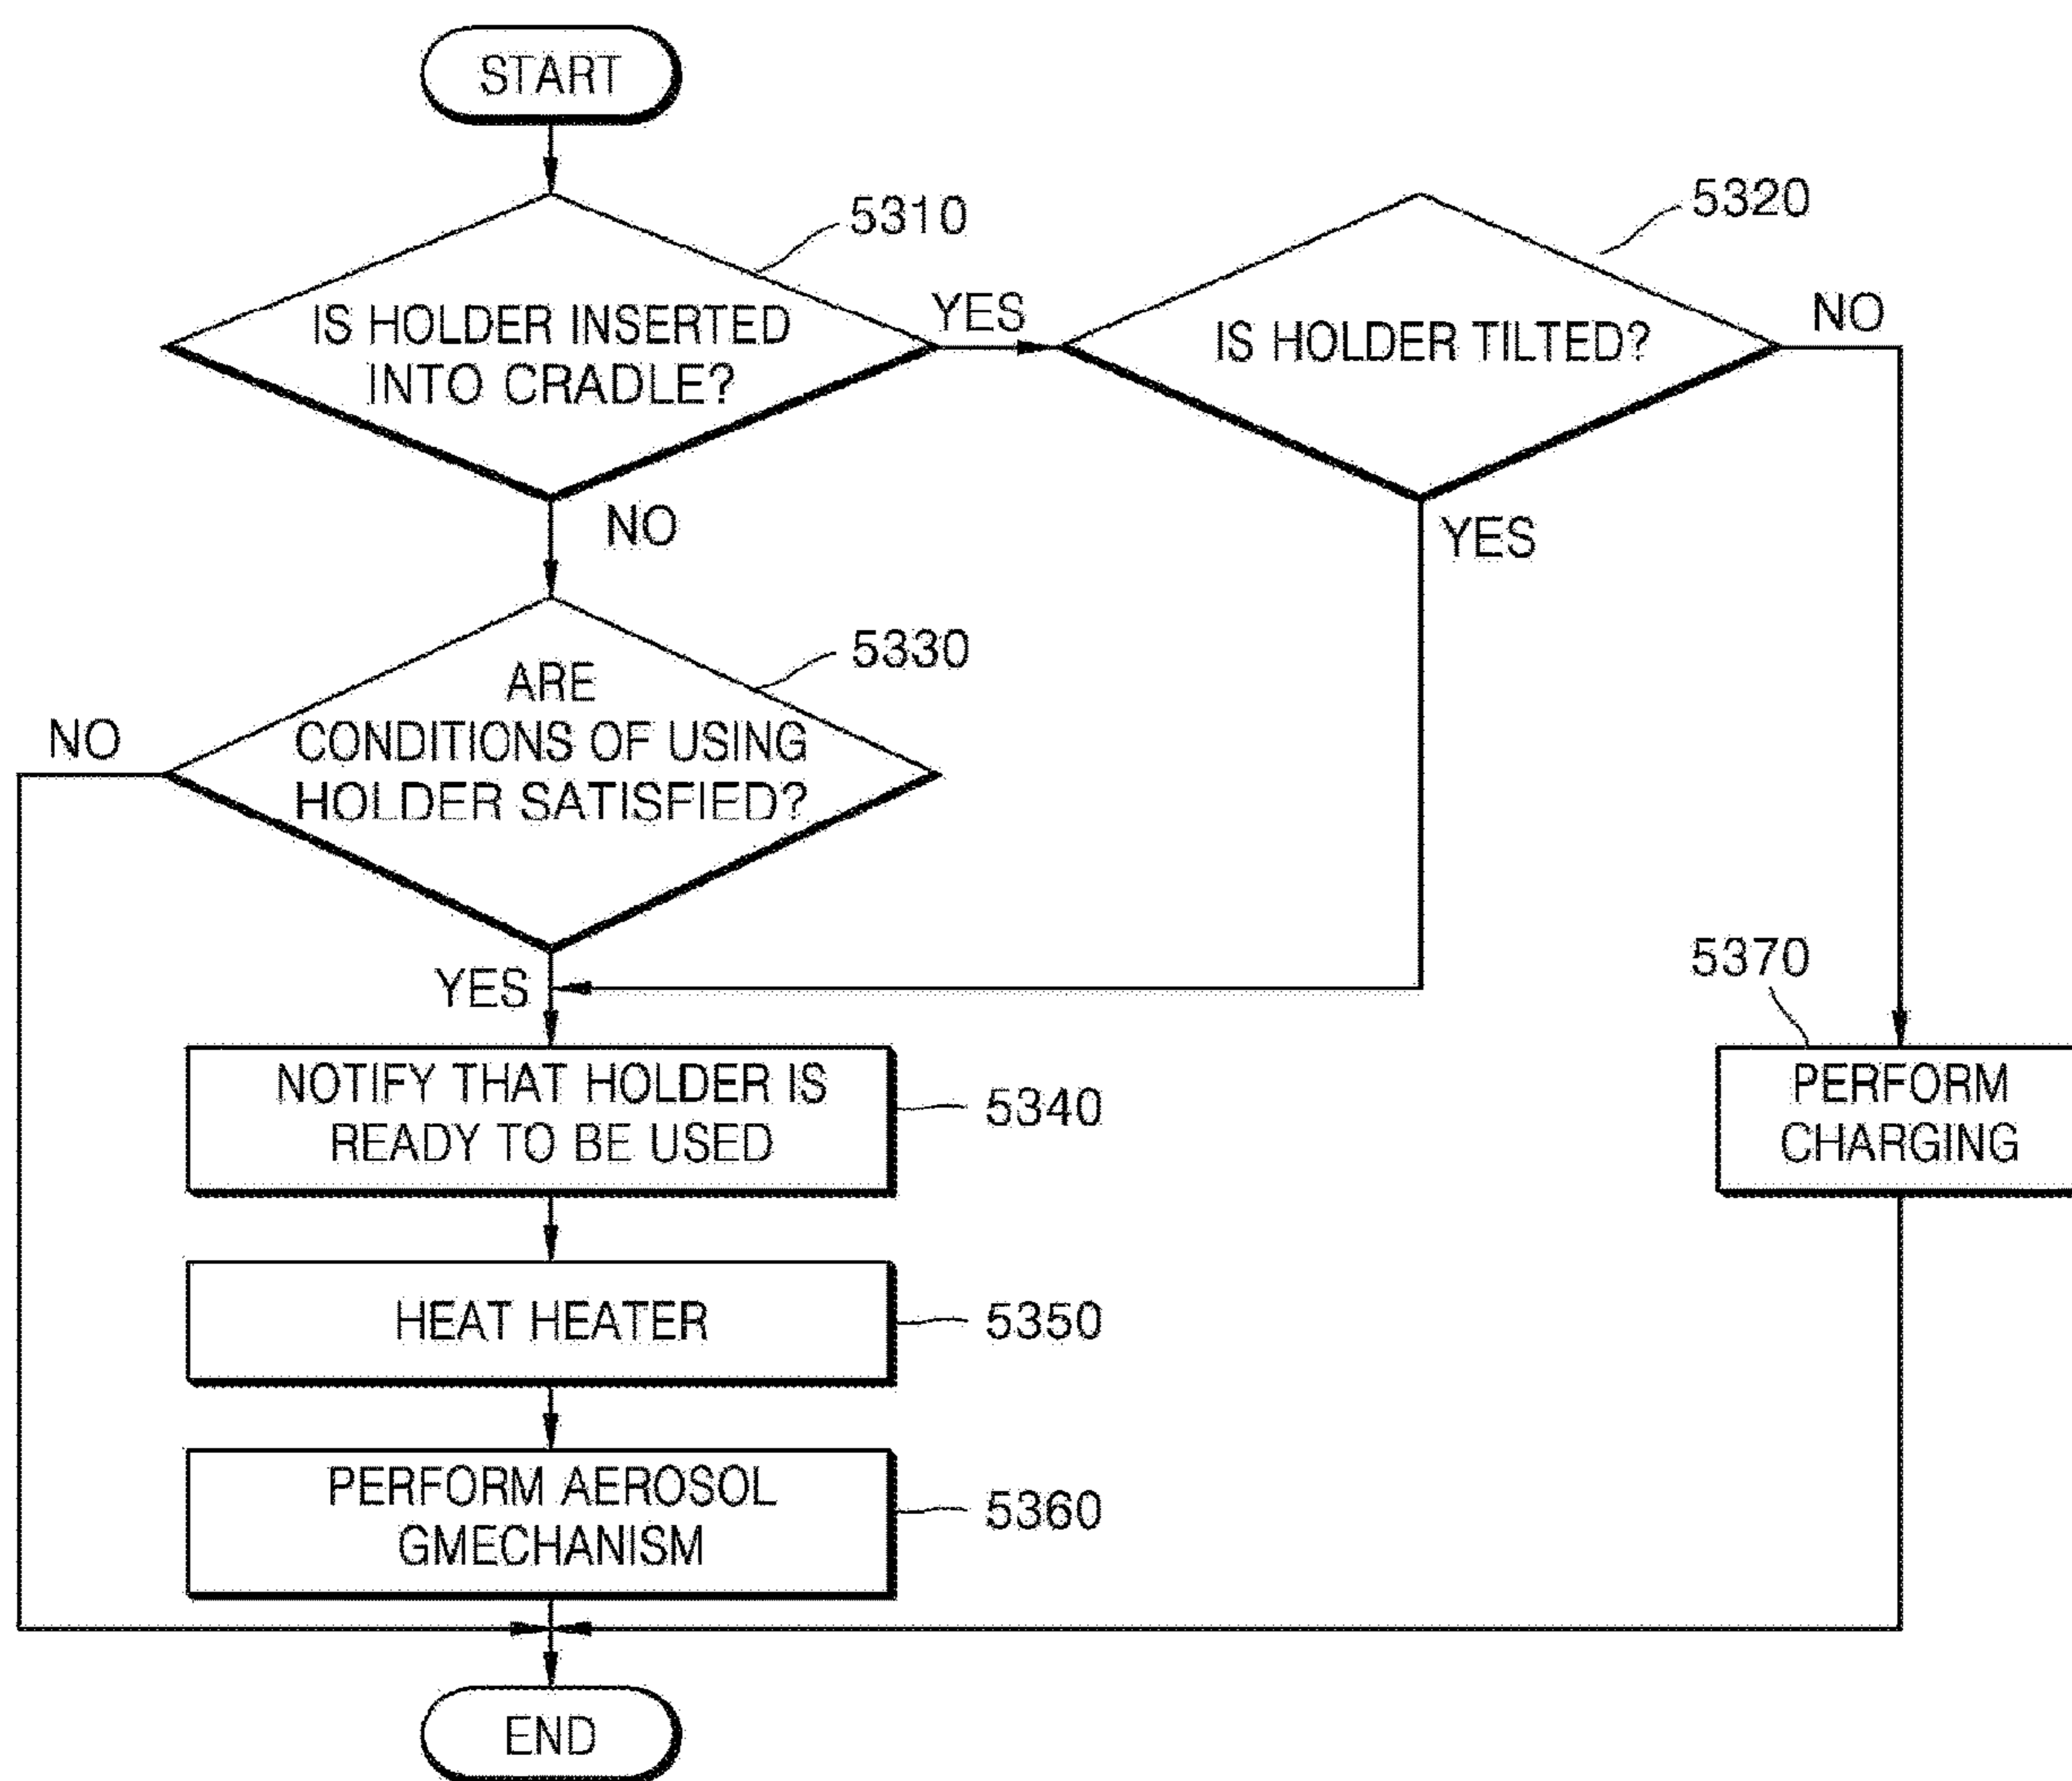 START
5310
5320
IS HOLDER INSERTED
INTO CRADLE?
YES
IS HOLDER TILTED?
NO
NO
YES
5330
ARE
CONDITIONS OF USING
HOLDER SATISFIED?
NO
YES
5370
NOTIFY THAT HOLDER IS
READY TO BE USED
5340
PERFORM
CHARGING
HEAT HEATER
5350
PERFORM AEROSOL
GMECHANISM
5360
END